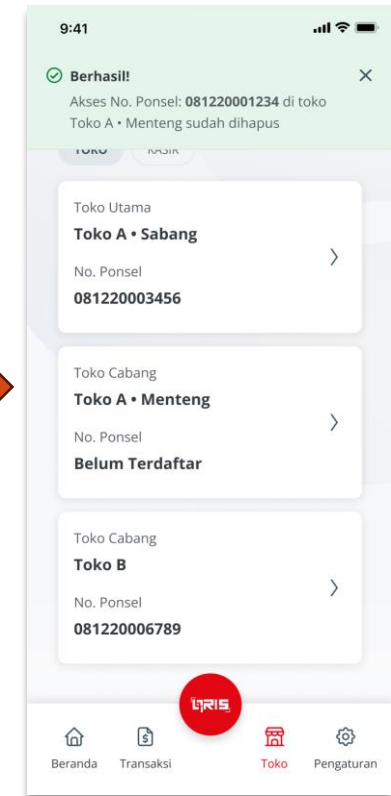 9:41
Berhasil!
Akses No. Ponsel: 081220001234 di toko
Toko A • Menteng sudah dihapus
TOKO KASIR
Toko Utama
Toko A • Sabang
No. Ponsel
081220003456
Toko Cabang
Toko A • Menteng
No. Ponsel
Belum Terdaftar
Toko Cabang
Toko B
No. Ponsel
081220006789
QRIS
Beranda Transaksi Toko Pengaturan